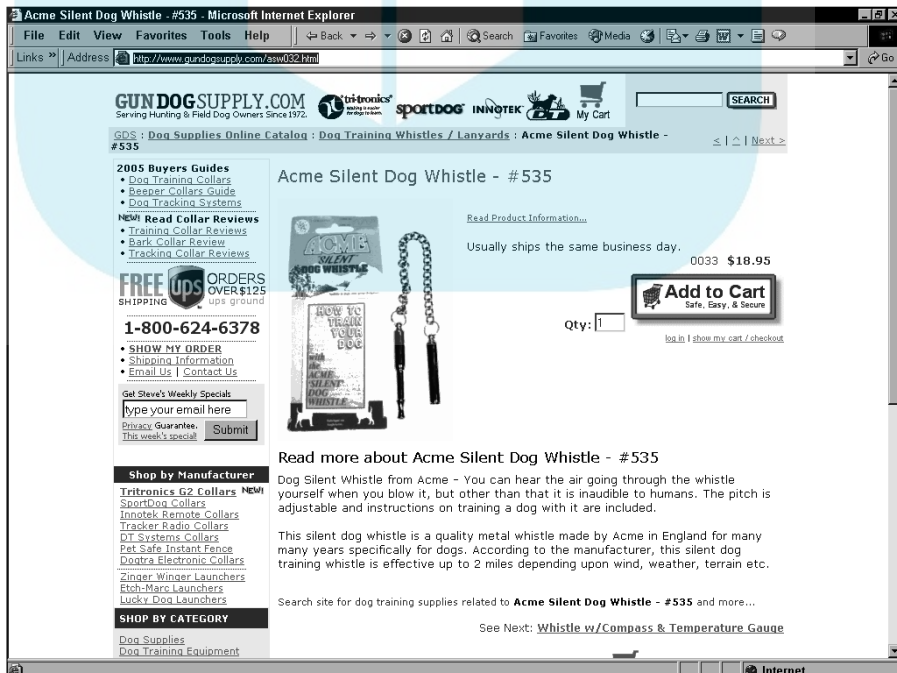 Acme Silent Dog Whistle - #535 - Microsoft Internet Explorer
File Edit View Favorites Tools Help
Back Search Favorites Media
Links » Address http://www.gundogsupply.com/asw032.html Go
GUN DOG SUPPLY.COM
Serving Hunting & Field Dog Owners Since 1972.
tri-tronics®
SPORTDOG INNOTEK DT My Cart SEARCH
GDS : Dog Supplies Online Catalog : Dog Training Whistles / Lanyards : Acme Silent Dog Whistle -
#535
< | ^ | Next >
2005 Buyers Guides
• Dog Training Collars
• Beeper Collars Guide
• Dog Tracking Systems
NEW! Read Collar Reviews
• Training Collar Reviews
• Bark Collar Review
• Tracking Collar Reviews
FREE SHIPPING ups ORDERS OVER $125
ups ground
1-800-624-6378
• SHOW MY ORDER
• Shipping Information
• Email Us | Contact Us
Get Steve's Weekly Specials
type your email here
Privacy Guarantee.
This week's special!
Submit
Shop by Manufacturer
Tritronics G2 Collars NEW!
SportDog Collars
Innotek Remote Collars
Tracker Radio Collars
DT Systems Collars
Pet Safe Instant Fence
Dogtra Electronic Collars
Zinger Winger Launchers
Etch-Marc Launchers
Lucky Dog Launchers
SHOP BY CATEGORY
Dog Supplies
Dog Training Equipment
Acme Silent Dog Whistle - #535
ACME
SILENT
DOG WHISTLE
HOW TO
TRAIN
YOUR
DOG
with the
ACME
'SILENT'
DOG
WHISTLE
Read Product Information...
Usually ships the same business day.
0033 $18.95
Add to Cart
Safe, Easy, & Secure
Qty: 1
log in | show my cart / checkout
Read more about Acme Silent Dog Whistle - #535
Dog Silent Whistle from Acme - You can hear the air going through the whistle
yourself when you blow it, but other than that it is inaudible to humans. The pitch is
adjustable and instructions on training a dog with it are included.
This silent dog whistle is a quality metal whistle made by Acme in England for many
many years specifically for dogs. According to the manufacturer, this silent dog
training whistle is effective up to 2 miles depending upon wind, weather, terrain etc.
Search site for dog training supplies related to Acme Silent Dog Whistle - #535 and more...
See Next: Whistle w/Compass & Temperature Gauge
Internet